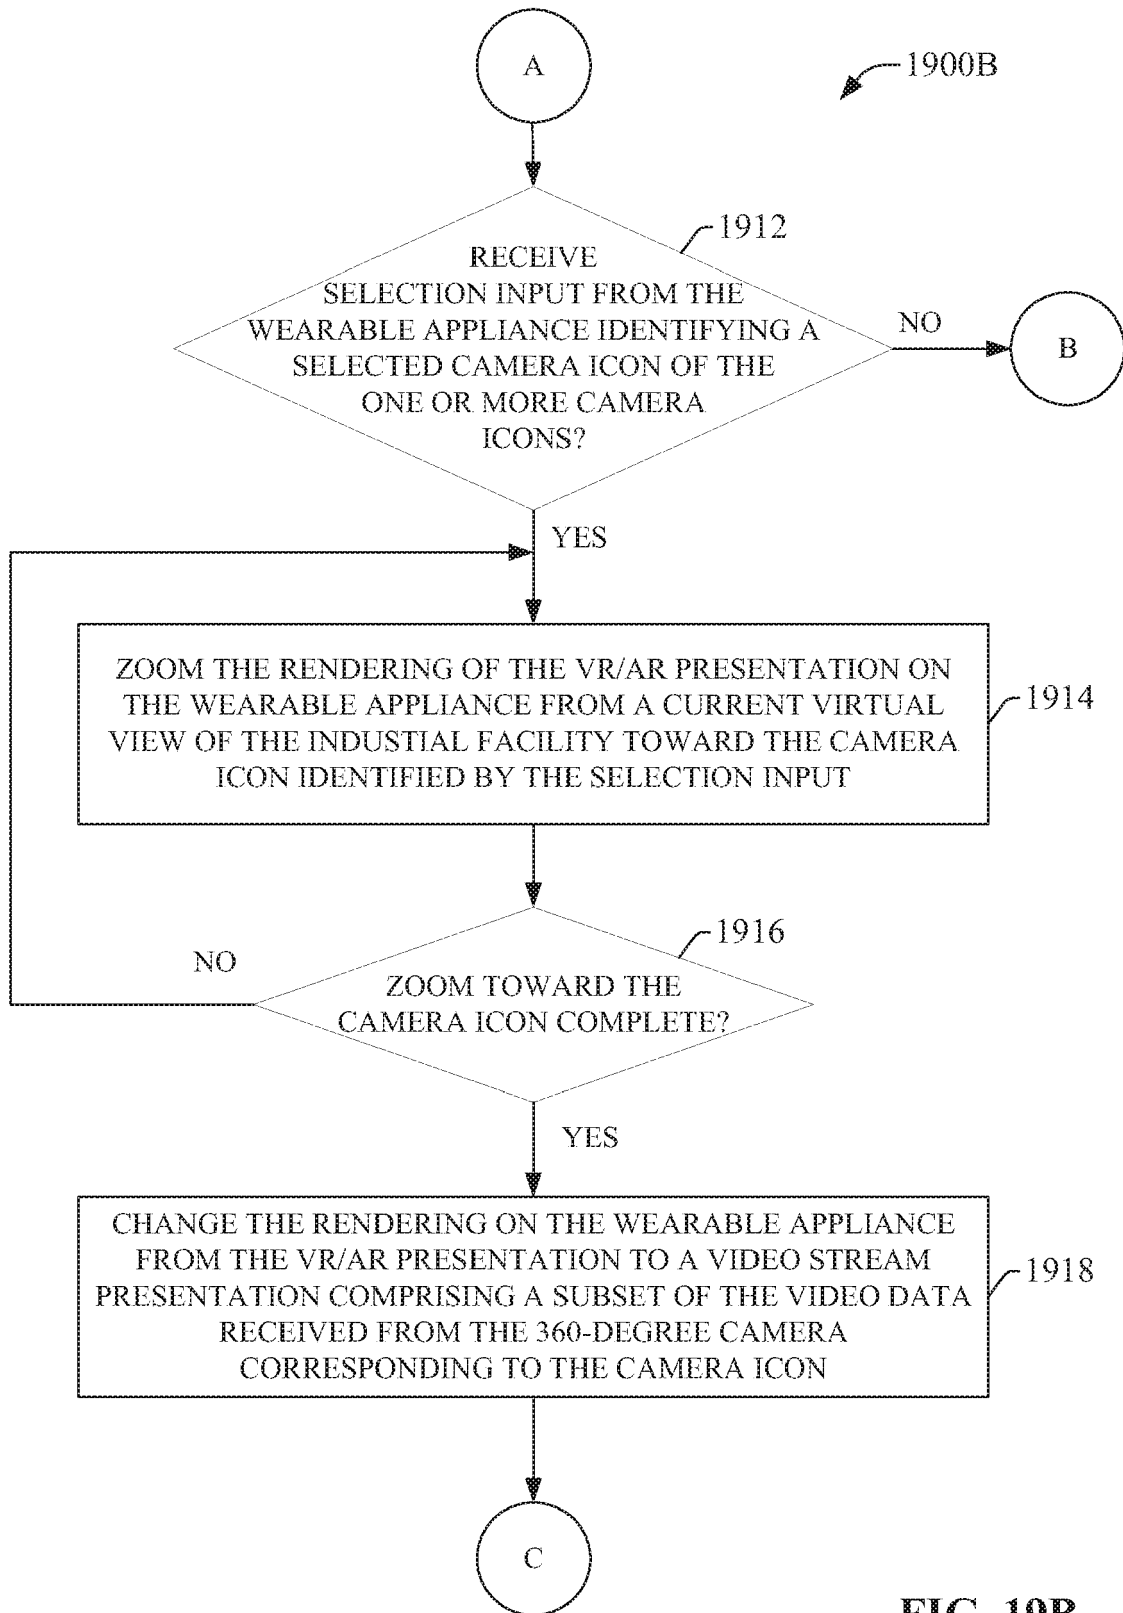 A
1900B
1912
RECEIVE
SELECTION INPUT FROM THE
WEARABLE APPLIANCE IDENTIFYING A
SELECTED CAMERA ICON OF THE
ONE OR MORE CAMERA
ICONS?
NO
B
YES
ZOOM THE RENDERING OF THE VR/AR PRESENTATION ON
THE WEARABLE APPLIANCE FROM A CURRENT VIRTUAL
VIEW OF THE INDUSTIAL FACILITY TOWARD THE CAMERA
ICON IDENTIFIED BY THE SELECTION INPUT
1914
1916
NO
ZOOM TOWARD THE
CAMERA ICON COMPLETE?
YES
CHANGE THE RENDERING ON THE WEARABLE APPLIANCE
FROM THE VR/AR PRESENTATION TO A VIDEO STREAM
PRESENTATION COMPRISING A SUBSET OF THE VIDEO DATA
RECEIVED FROM THE 360-DEGREE CAMERA
CORRESPONDING TO THE CAMERA ICON
1918
C
FIG. 19B